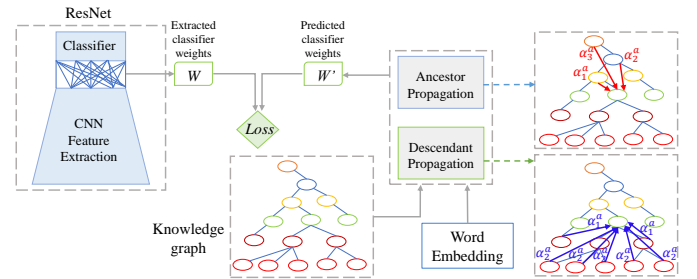 ResNet
Classifier
CNN
Feature
Extraction
Extracted
classifier
weights
W
Predicted
classifier
weights
W'
Loss
Ancestor
Propagation
Descendant
Propagation
Knowledge
graph
Word
Embedding
α₃ᵃ
α₂ᵃ
α₁ᵃ
α₁ᵃ
α₁ᵃ
α₂ᵃ
α₂ᵃ
α₂ᵃ
α₂ᵃ